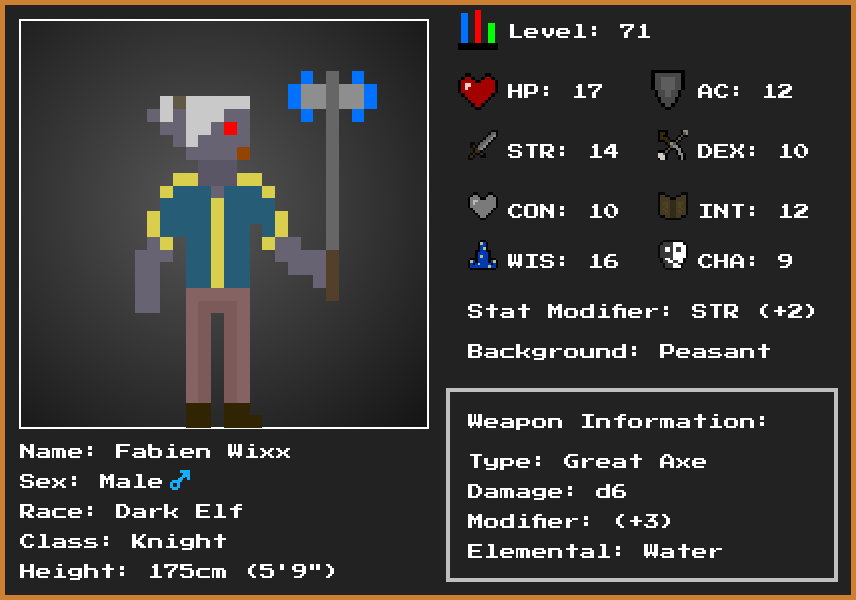 Level: 71
HP: 17 AC: 12
STR: 14 DEX: 10
CON: 10 INT: 12
WIS: 16 CHA: 9
Stat Modifier: STR (+2)
Background: Peasant
Weapon Information:
Type: Great Axe
Damage: d6
Modifier: (+3)
Elemental: Water
Name: Fabien Wixx
Sex: Male ♂
Race: Dark Elf
Class: Knight
Height: 175cm (5'9")